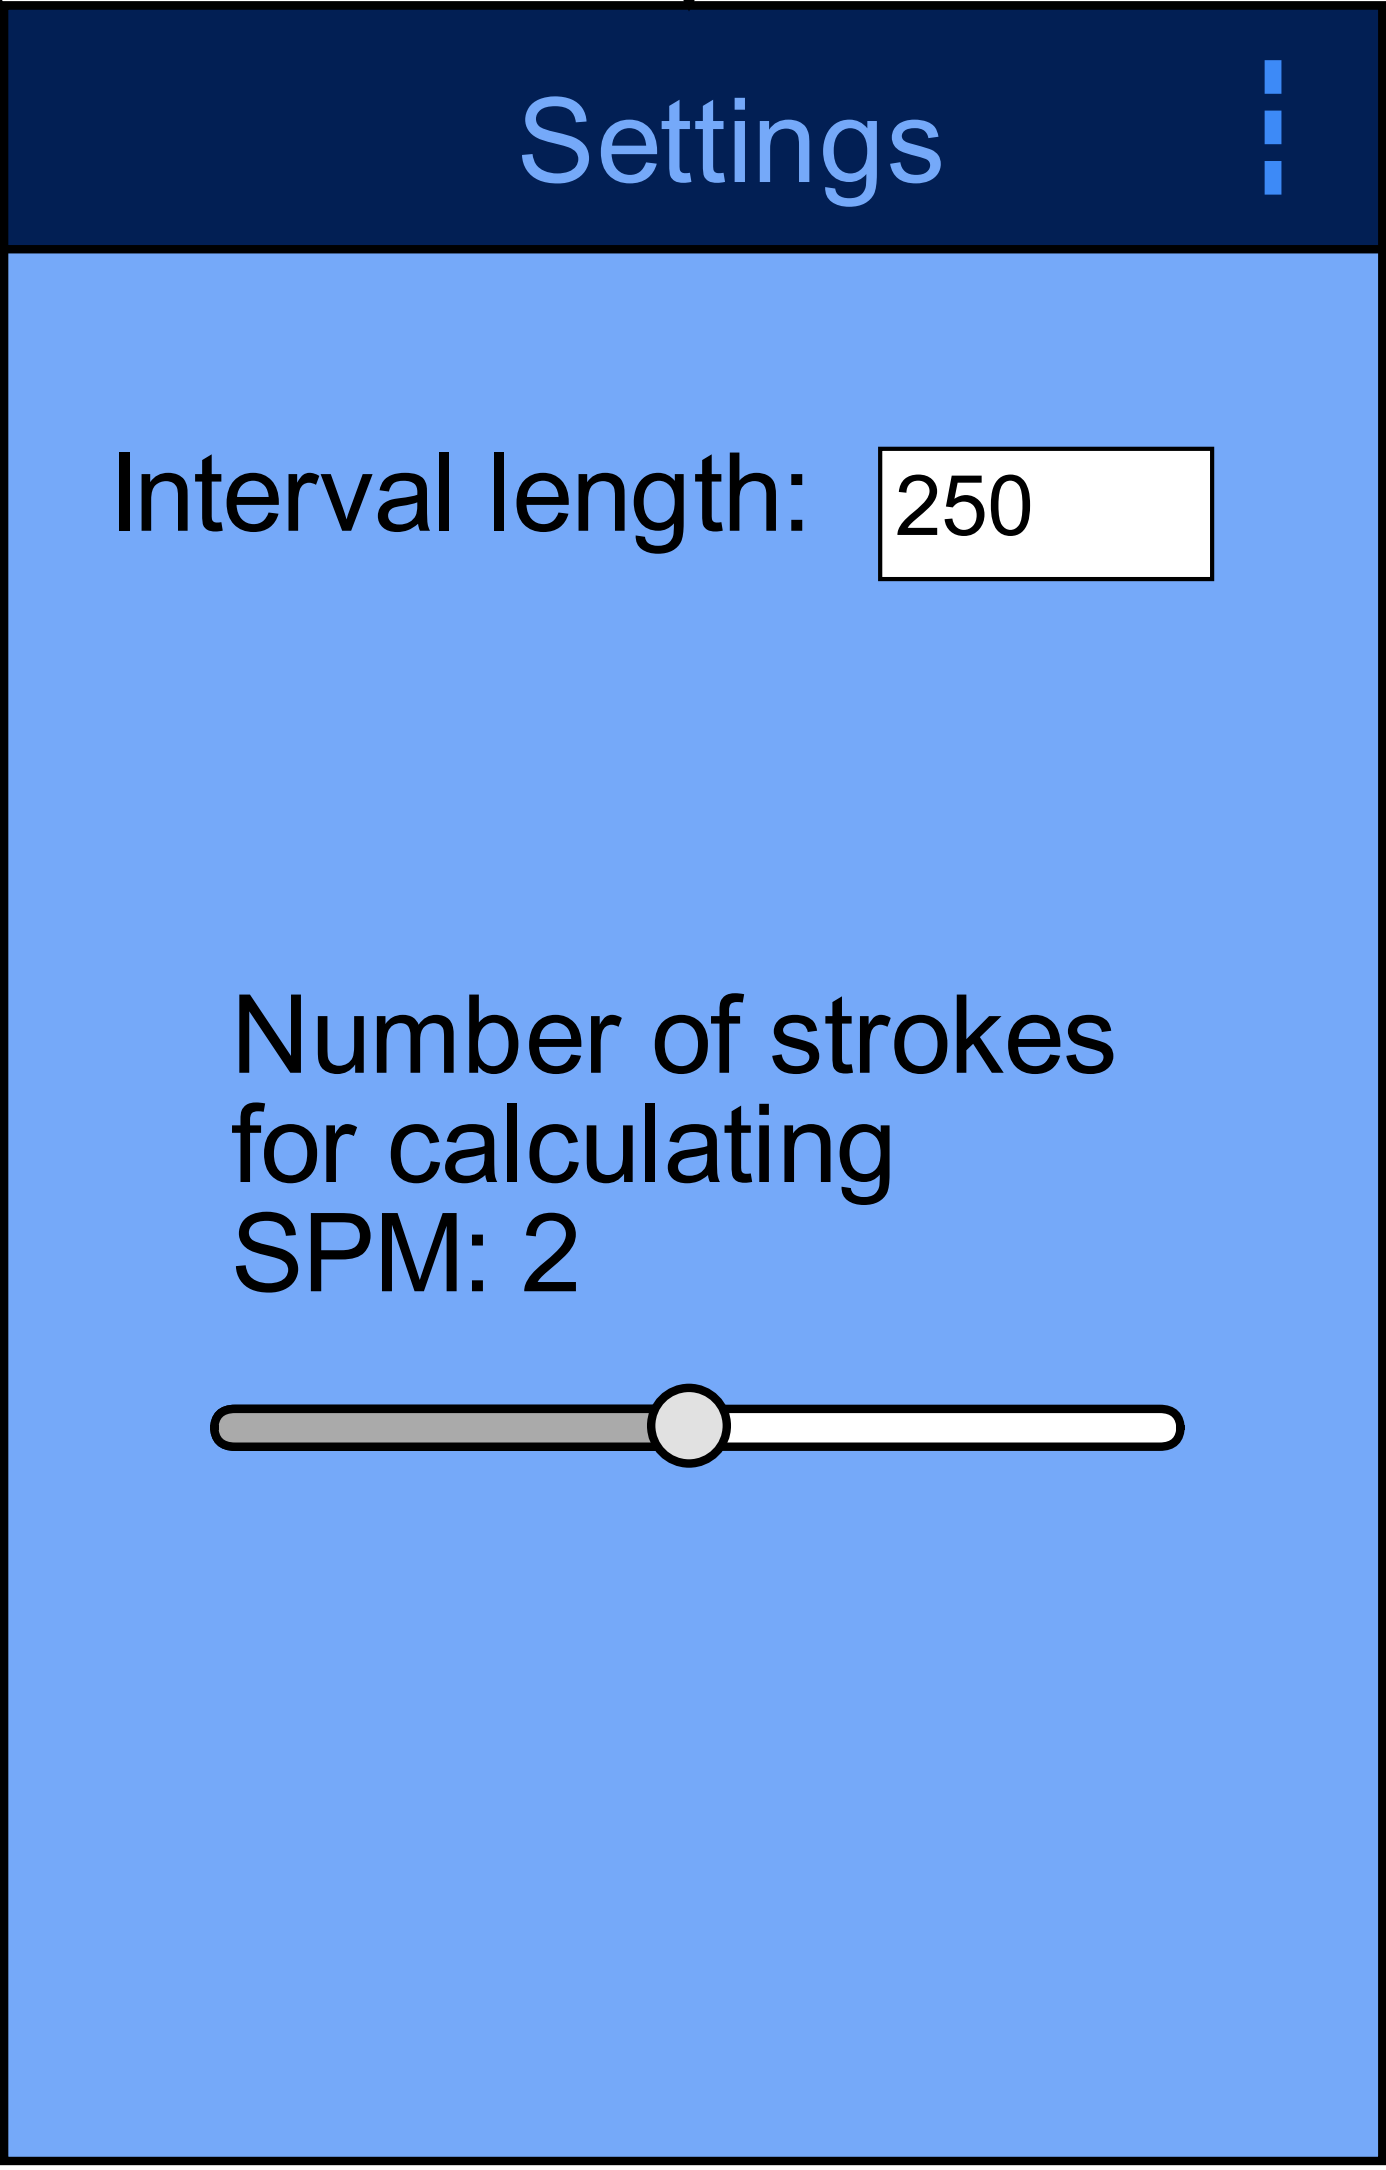 Settings
Interval length: 250
Number of strokes
for calculating
SPM: 2